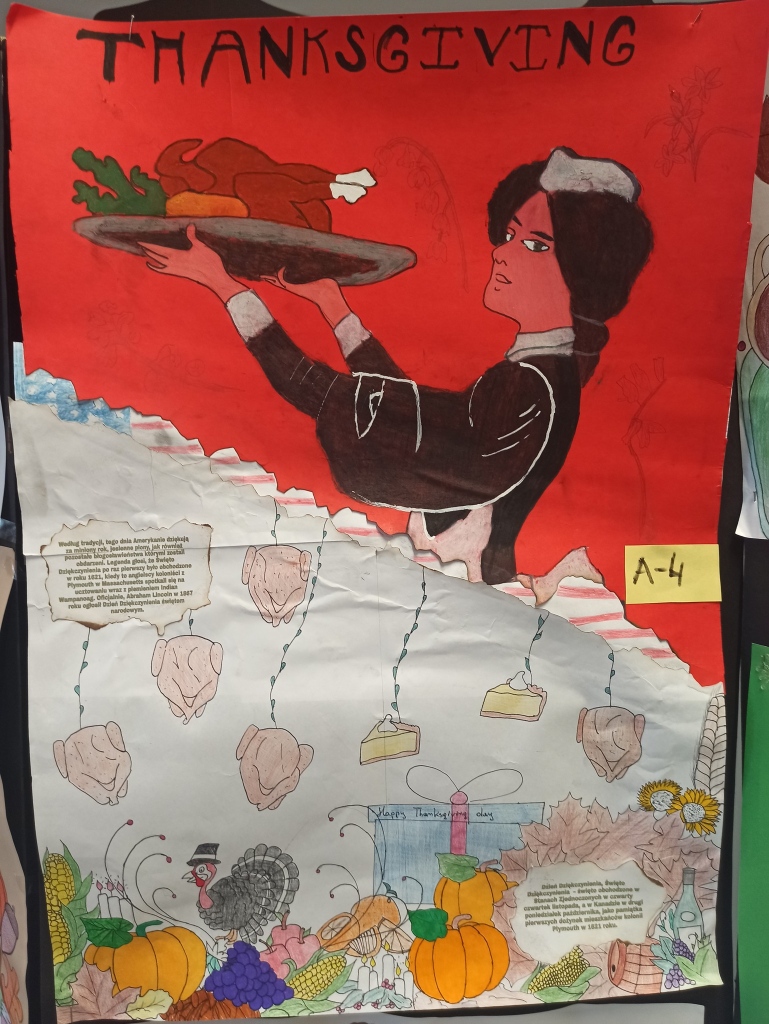 THANKSGIVING
A-4
Według tradycji, tego dnia Amerykanie dziękują
za miniony rok, jesienne plony, jak również
pozostałe błogosławieństwa którymi zostali
obdarzeni. Legenda głosi, że Święto
Dziękczynienia po raz pierwszy było obchodzone
w roku 1621, kiedy to angielscy koloniści z
Plymouth w Massachusetts spotkali się na
ucztowaniu wraz z plemieniem Indian
Wampanoag. Oficjalnie, Abraham Lincoln w 1867
roku ogłosił Dzień Dziękczynienia świętem
narodowym.
Happy Thanksgiving day
Dzień Dziękczynienia, Święto
Dziękczynienia - święto obchodzone w
Stanach Zjednoczonych w czwarty
czwartek listopada, a w Kanadzie w drugi
poniedziałek października, jako pamiątka
pierwszych dożynek mieszkańców kolonii
Plymouth w 1621 roku.